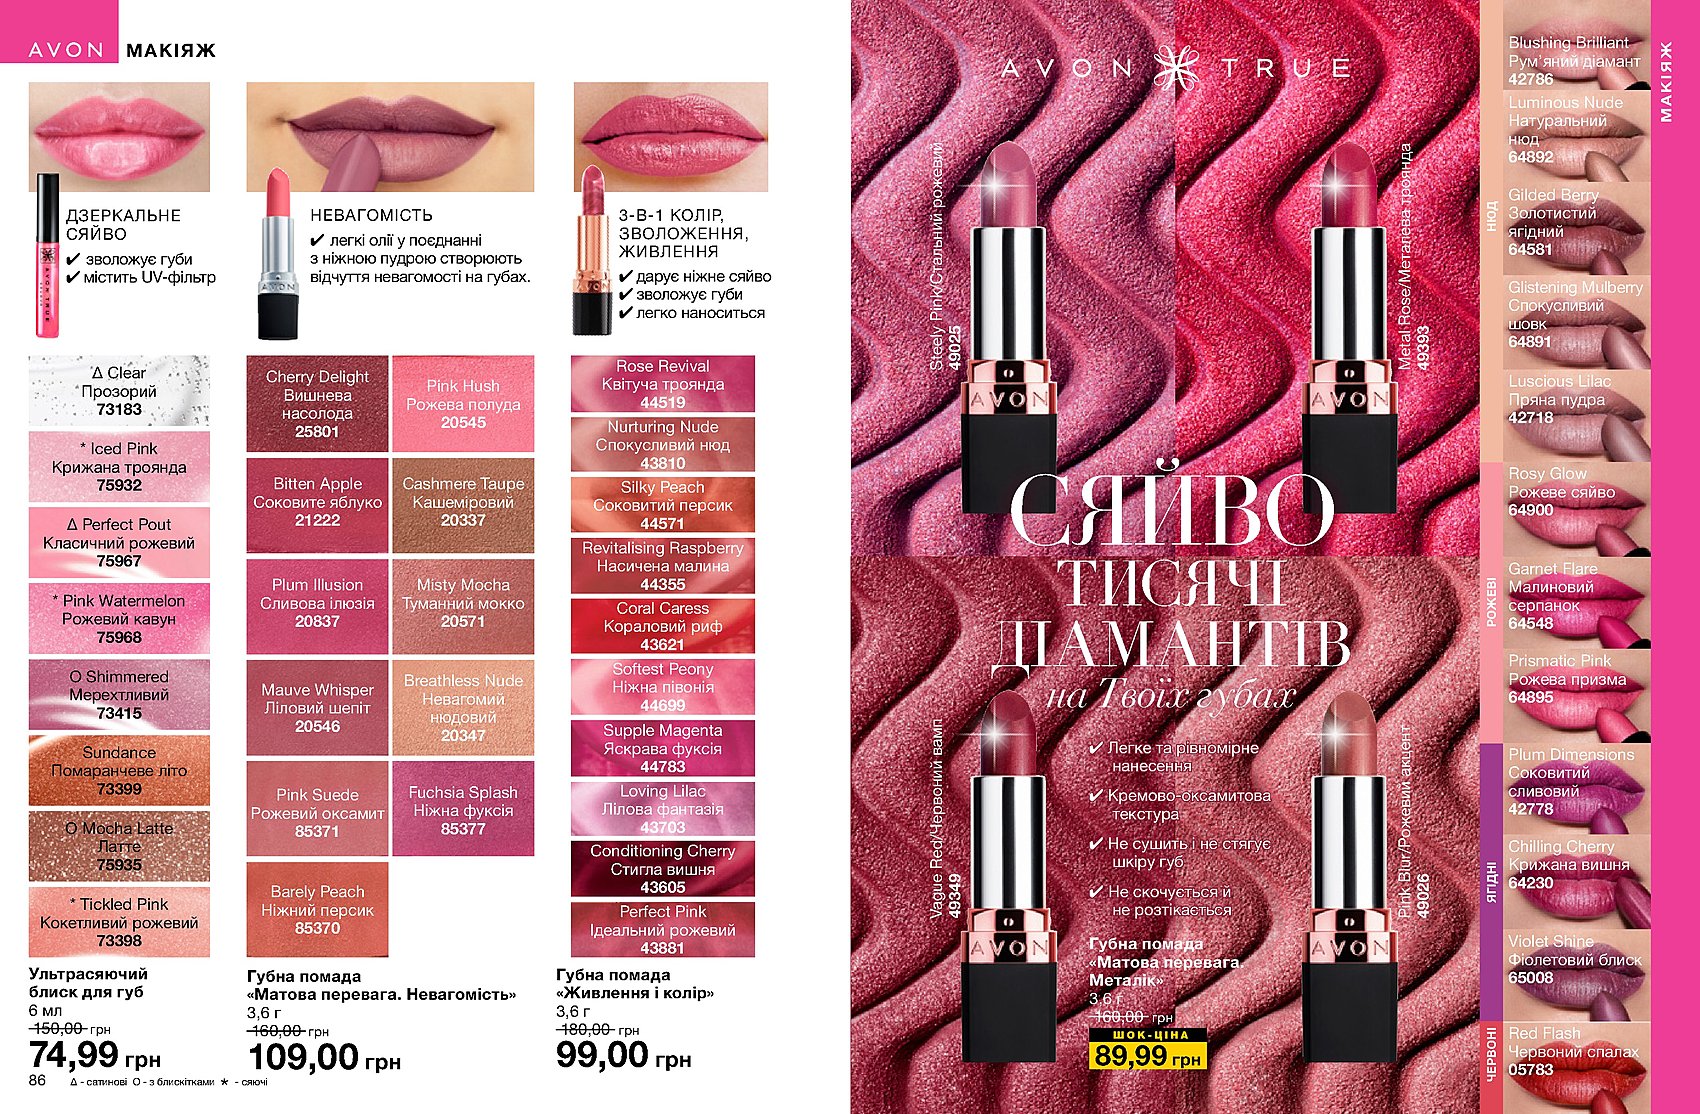 AVON
МАКІЯЖ
ДЗЕРКАЛЬНЕ
СЯЙВО
✔ зволожує губи
✔ містить UV-фільтр
НЕВАГОМІСТЬ
✔ легкі олії у поєднанні
з ніжною пудрою створюють
відчуття невагомості на губах.
3-В-1 КОЛІР,
ЗВОЛОЖЕННЯ,
ЖИВЛЕННЯ
✔ дарує ніжне сяйво
✔ зволожує губи
✔ легко наноситься
Δ Clear
Прозорий
73183
* Iced Pink
Крижана троянда
75932
Δ Perfect Pout
Класичний рожевий
75967
* Pink Watermelon
Рожевий кавун
75968
O Shimmered
Мерехтливий
73415
Sundance
Помаранчеве літо
73399
O Mocha Latte
Латте
75935
* Tickled Pink
Кокетливий рожевий
73398
Ультрасяючий
блиск для губ
6 мл
150,00 грн
74,99 грн
Cherry Delight
Вишнева
насолода
25801
Pink Hush
Рожева полуда
20545
Bitten Apple
Соковите яблуко
21222
Cashmere Taupe
Кашеміровий
20337
Plum Illusion
Сливова ілюзія
20837
Misty Mocha
Туманний мокко
20571
Mauve Whisper
Ліловий шепіт
20546
Breathless Nude
Невагомий
нюдовий
20347
Pink Suede
Рожевий оксамит
85371
Fuchsia Splash
Ніжна фуксія
85377
Barely Peach
Ніжний персик
85370
Губна помада
«Матова перевага. Невагомість»
3,6 г
160,00 грн
109,00 грн
Rose Revival
Квітуча троянда
44519
Nurturing Nude
Спокусливий нюд
43810
Silky Peach
Соковитий персик
44571
Revitalising Raspberry
Насичена малина
44355
Coral Caress
Кораловий риф
43621
Softest Peony
Ніжна півонія
44699
Supple Magenta
Яскрава фуксія
44783
Loving Lilac
Лілова фантазія
43703
Conditioning Cherry
Стигла вишня
43605
Perfect Pink
Ідеальний рожевий
43881
Губна помада
«Живлення і колір»
3,6 г
180,00 грн
99,00 грн
86
Δ - сатинові O - з блискітками * - сяючі
AVON TRUE
Steely Pink/Стальний рожевий
49025
Metal Rose/Металева троянда
49393
AVON
AVON
СЯЙВО
ТИСЯЧІ
ДІАМАНТІВ
на Твоїх губах
Vague Red/Червоний вамп
49349
Pink Blur/Рожевий акцент
49026
AVON
AVON
✔ Легке та рівномірне
нанесення
✔ Кремово-оксамитова
текстура
✔ Не сушить і не стягує
шкіру губ
✔ Не скочується й
не розтікається
Губна помада
«Матова перевага.
Металік»
3,6 г
160,00 грн
ШОК-ЦІНА
89,99 грн
НЮД
Blushing Brilliant
Рум'яний діамант
42786
Luminous Nude
Натуральний
нюд
64892
Gilded Berry
Золотистий
ягідний
64581
Glistening Mulberry
Спокусливий
шовк
64891
Luscious Lilac
Пряна пудра
42718
РОЖЕВІ
Rosy Glow
Рожеве сяйво
64900
Garnet Flare
Малиновий
серпанок
64548
Prismatic Pink
Рожева призма
64895
ЯГІДНІ
Plum Dimensions
Соковитий
сливовий
42778
Chilling Cherry
Крижана вишня
64230
Violet Shine
Фіолетовий блиск
65008
ЧЕРВОНІ
Red Flash
Червоний спалах
05783
МАКІЯЖ